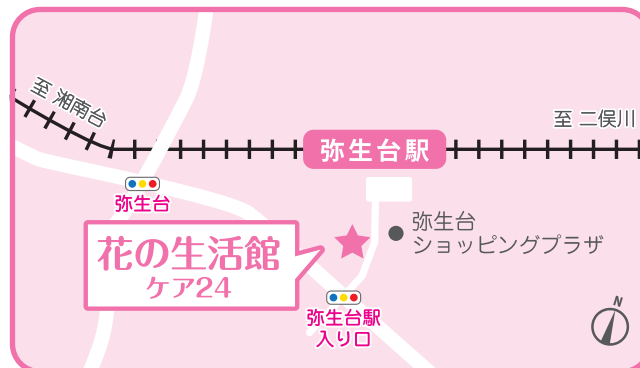 至 湘南台
至 二俣川
弥生台駅
弥生台
弥生台
ショッピングプラザ
花の生活館
ケア24
弥生台駅
入り口
N